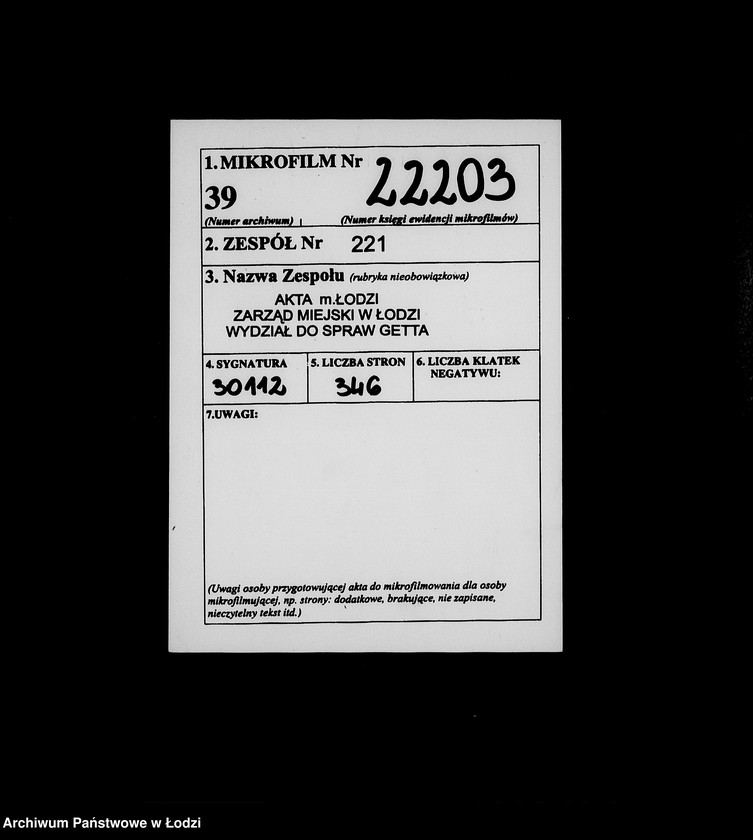 1. MIKROFILM Nr 22203
39
(Numer archiwum) (Numer księgi ewidencji mikrofilmów)
2. ZESPÓŁ Nr 221
3. Nazwa Zespołu (rubryka nieobowiązkowa)
AKTA m.ŁODZI
ZARZĄD MIEJSKI W ŁODZI
WYDZIAŁ DO SPRAW GETTA
4. SYGNATURA 5. LICZBA STRON 6. LICZBA KLATEK
NEGATYWU:
30112 346
7.UWAGI:
(Uwagi osoby przygotowującej akta do mikrofilmowania dla osoby
mikrofilmującej, np. strony: dodatkowe, brakujące, nie zapisane,
nieczytelny tekst itd.)
Archiwum Państwowe w Łodzi